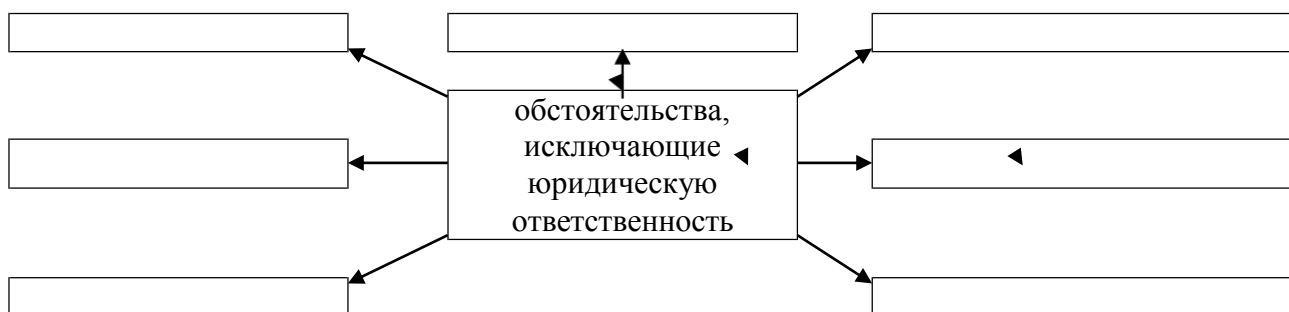 обстоятельства,
исключающие
юридическую
ответственность